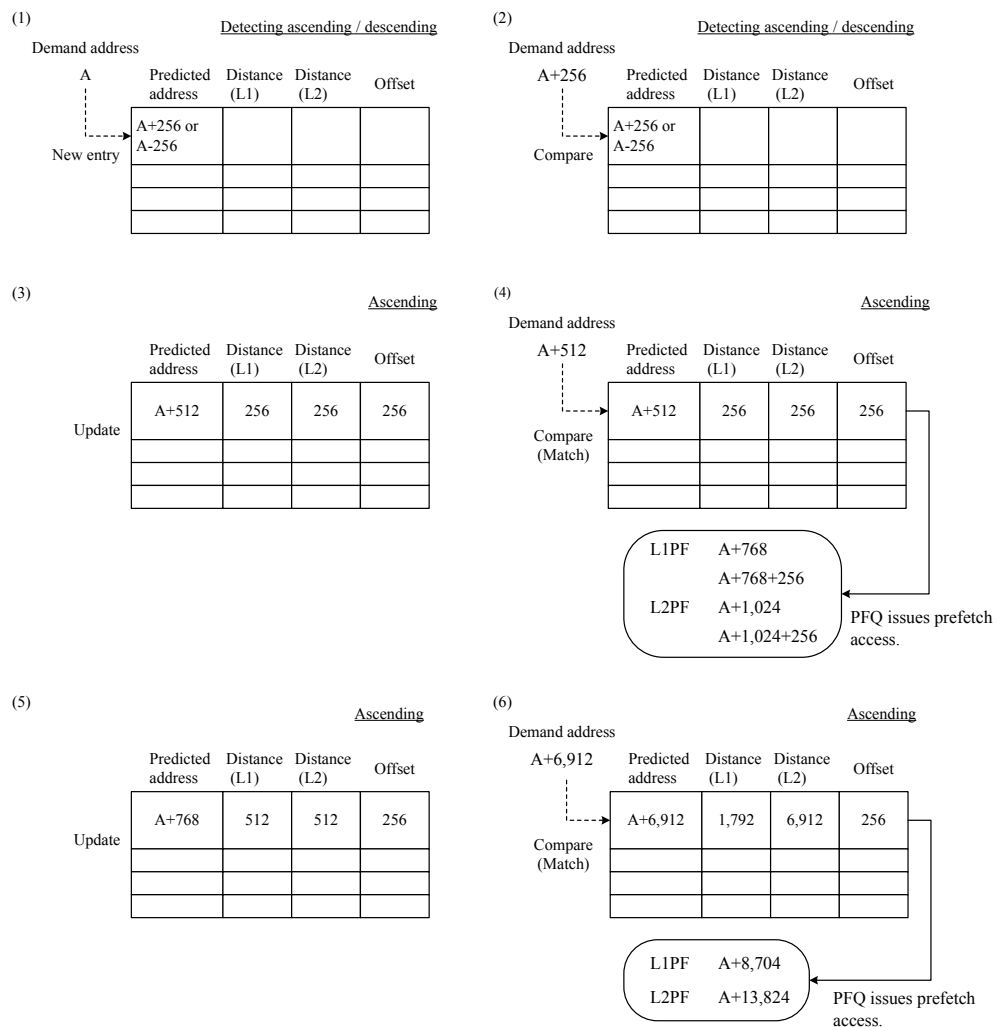 (1)
Detecting ascending / descending
Demand address
A
Predicted address
Distance (L1)
Distance (L2)
Offset
A+256 or
A-256
New entry
(2)
Detecting ascending / descending
Demand address
A+256
Predicted address
Distance (L1)
Distance (L2)
Offset
A+256 or
A-256
Compare
(3)
Ascending
Predicted address
Distance (L1)
Distance (L2)
Offset
Update
A+512 256 256 256
(4)
Ascending
Demand address
A+512
Predicted address
Distance (L1)
Distance (L2)
Offset
A+512 256 256 256
Compare
(Match)
L1PF A+768
A+768+256
L2PF A+1,024
A+1,024+256
PFQ issues prefetch
access.
(5)
Ascending
Predicted address
Distance (L1)
Distance (L2)
Offset
Update
A+768 512 512 256
(6)
Ascending
Demand address
A+6,912
Predicted address
Distance (L1)
Distance (L2)
Offset
A+6,912 1,792 6,912 256
Compare
(Match)
L1PF A+8,704
L2PF A+13,824
PFQ issues prefetch
access.